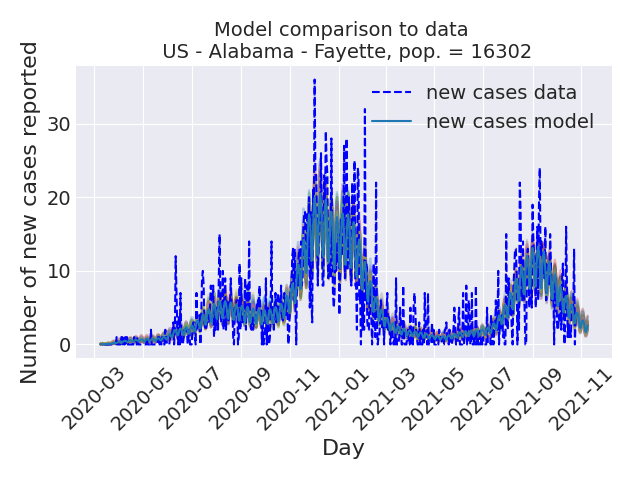 Model comparison to data
US - Alabama - Fayette, pop. = 16302
Number of new cases reported
30
20
10
0
new cases data
new cases model
2020-03
2020-05
2020-07
2020-09
2020-11
2021-01
2021-03
2021-05
2021-07
2021-09
2021-11
Day